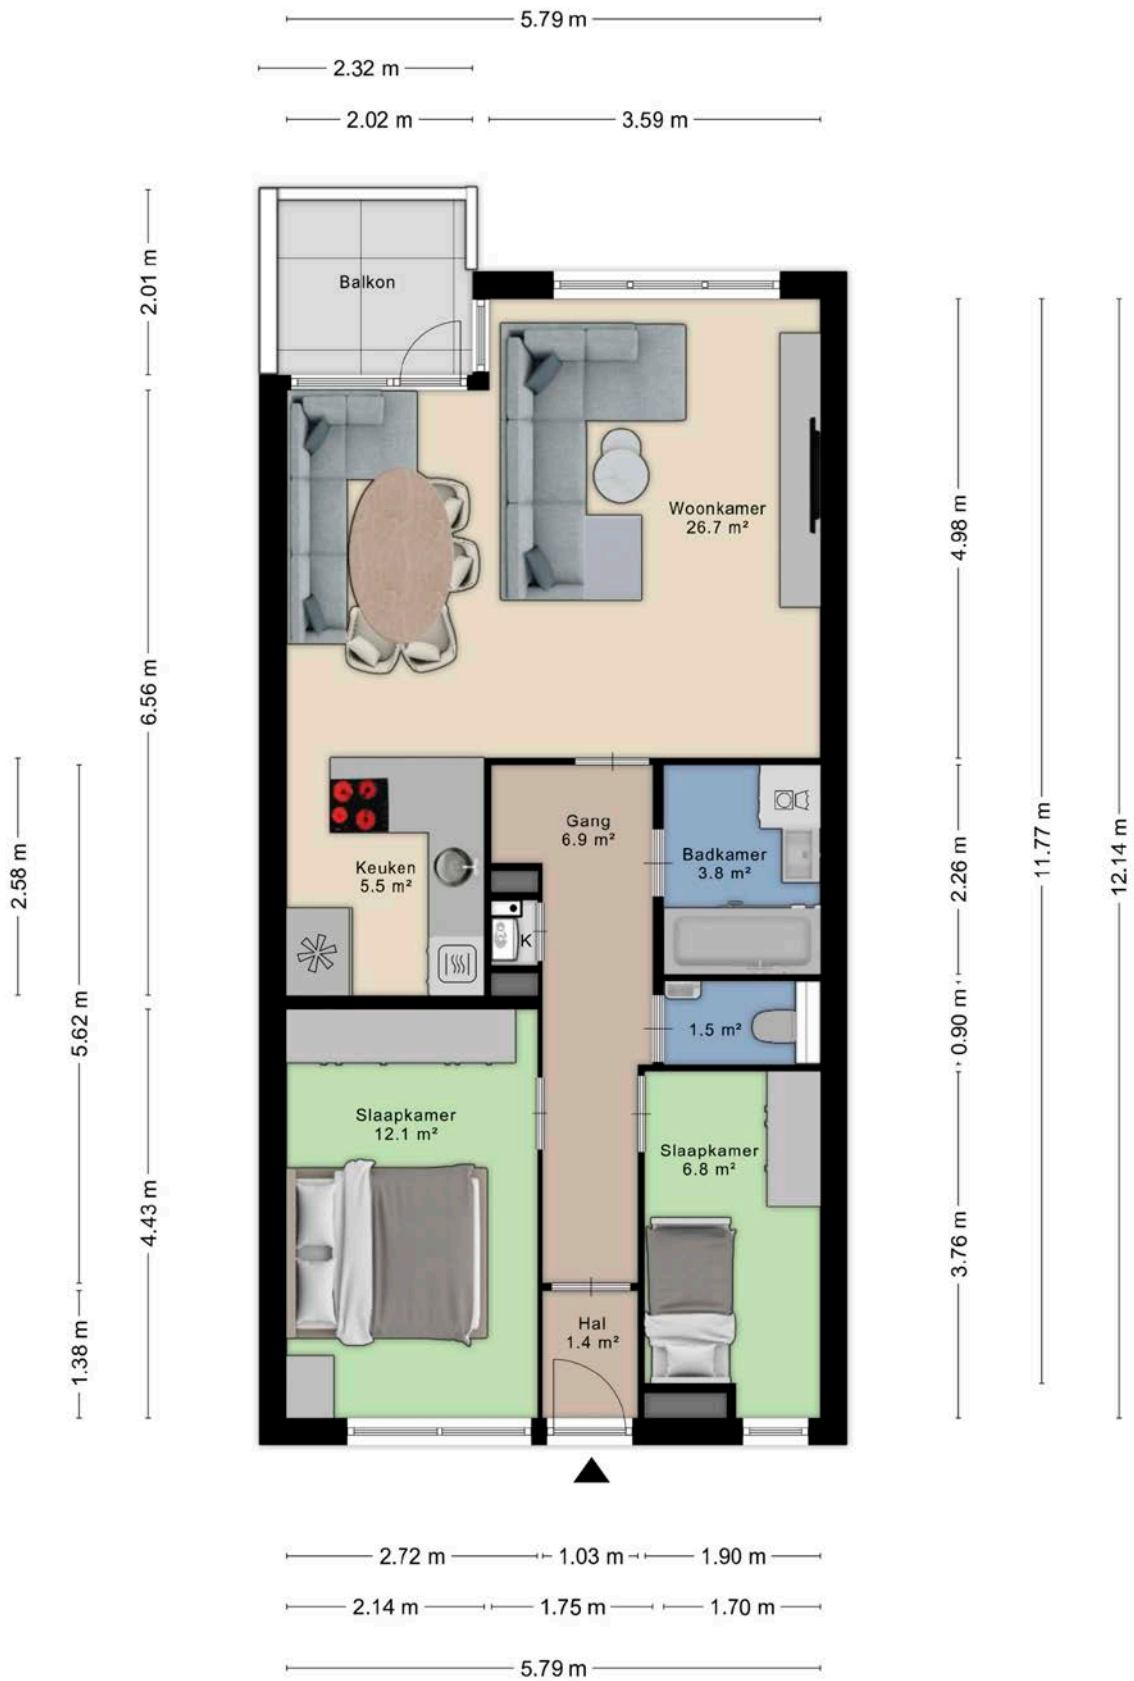 5.79 m
2.32 m
2.02 m
3.59 m
2.01 m
Balkon
Woonkamer
26.7 m²
4.98 m
6.56 m
Gang
6.9 m²
Badkamer
3.8 m²
Keuken
5.5 m²
K
2.58 m
2.26 m
11.77 m
12.14 m
5.62 m
1.5 m²
0.90 m
Slaapkamer
12.1 m²
Slaapkamer
6.8 m²
4.43 m
3.76 m
Hal
1.4 m²
1.38 m
2.72 m
1.03 m
1.90 m
2.14 m
1.75 m
1.70 m
5.79 m